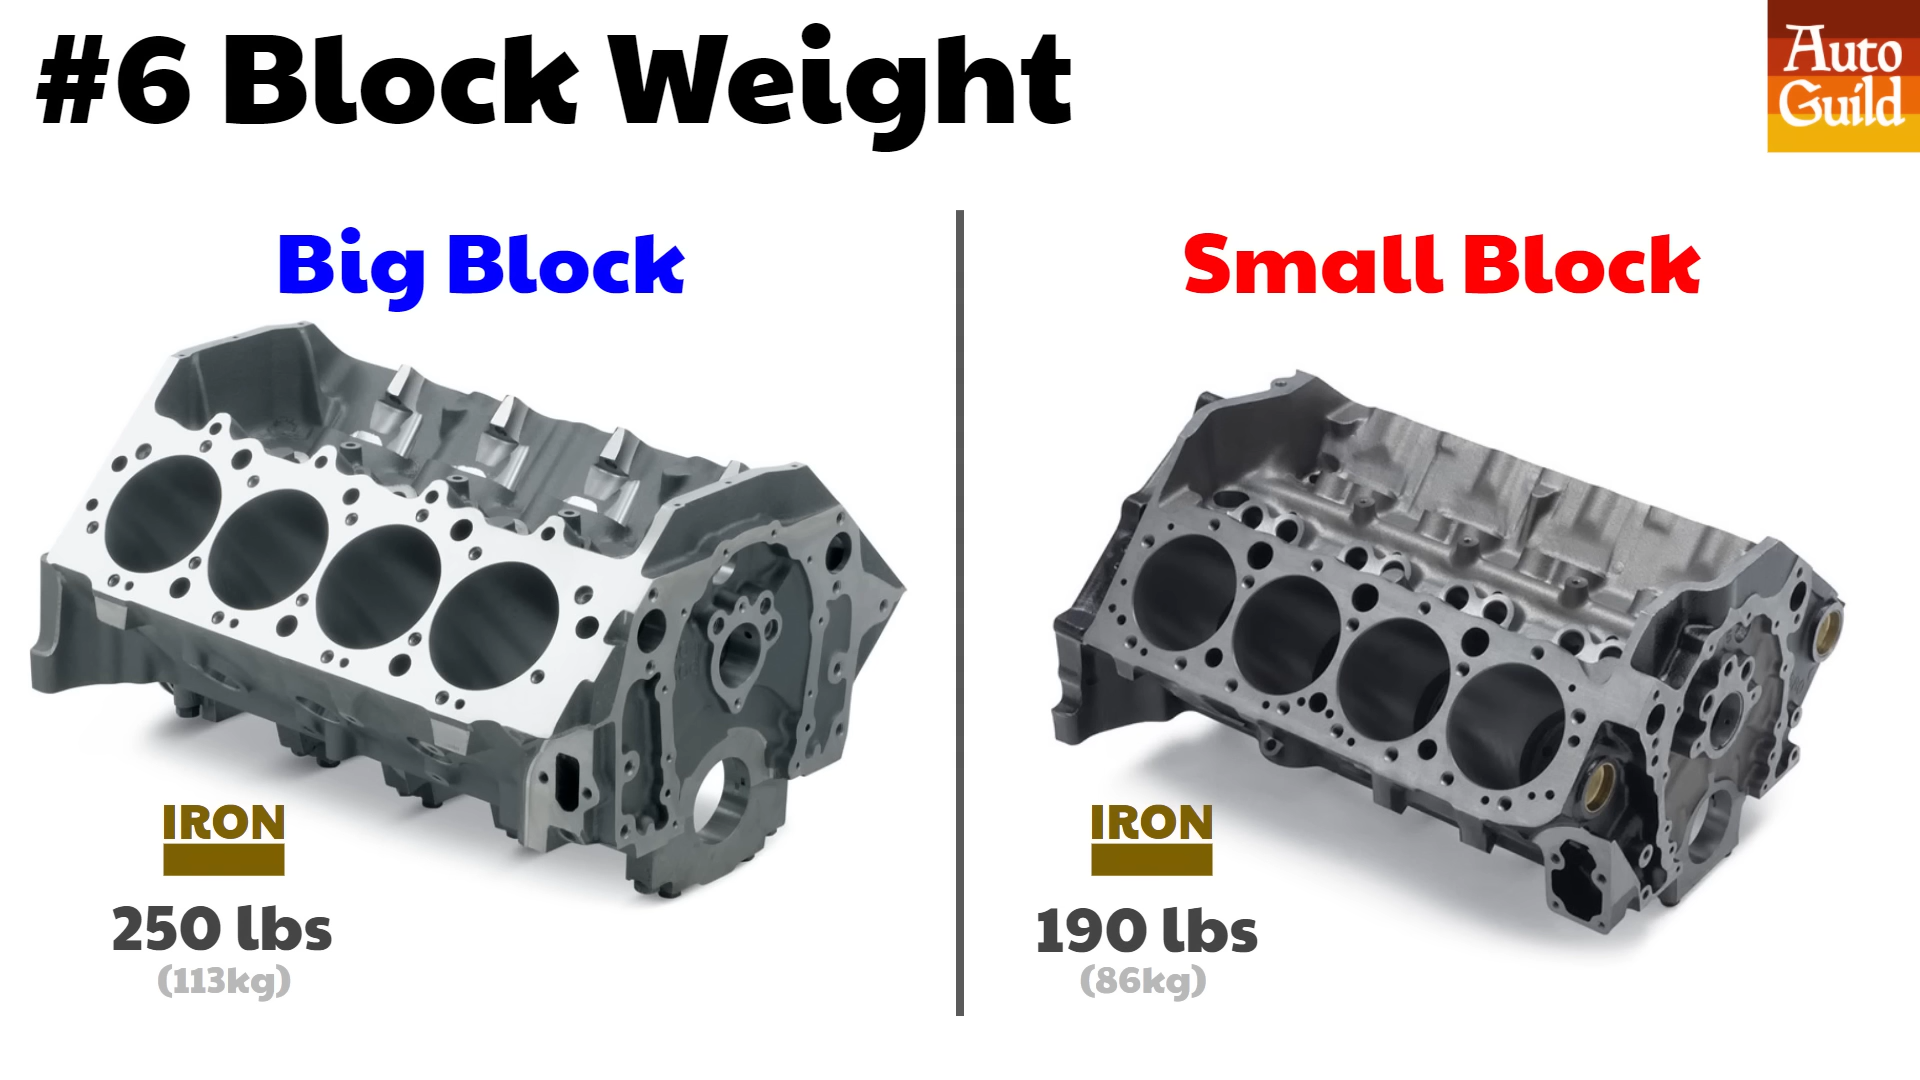 #6 Block Weight
Auto
Guild
Big Block
Small Block
IRON
250 lbs
(113kg)
IRON
190 lbs
(86kg)